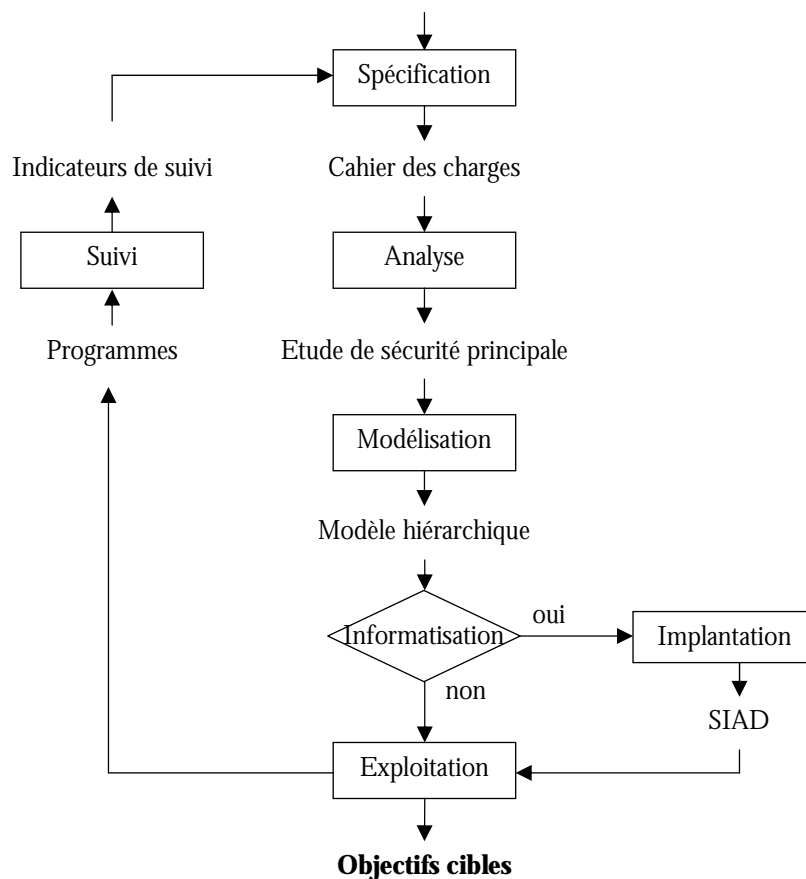 Spécification
Indicateurs de suivi
Cahier des charges
Suivi
Analyse
Programmes
Etude de sécurité principale
Modélisation
Modèle hiérarchique
Informatisation
oui
Implantation
non
SIAD
Exploitation
Objectifs cibles